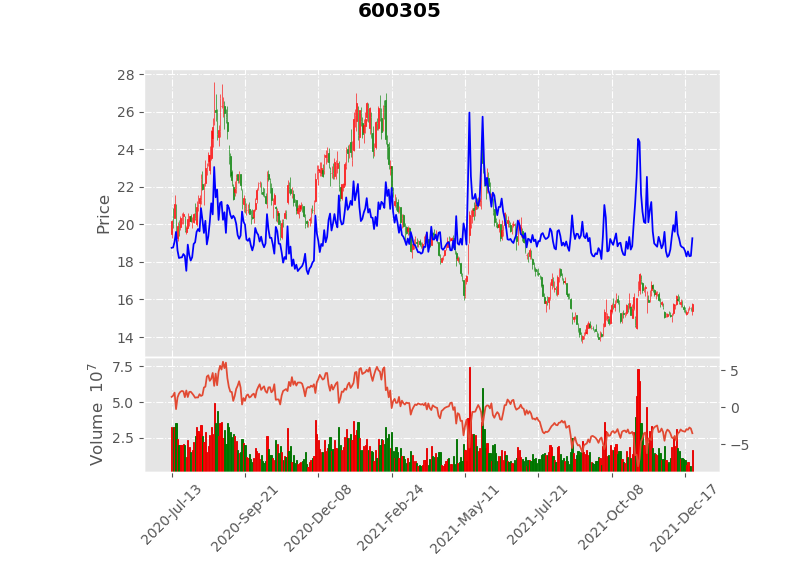 600305
28
26
24
22
20
18
16
14
Price
7.5
5.0
2.5
Volume 10^7
5
0
−5
2020-Jul-13
2020-Sep-21
2020-Dec-08
2021-Feb-24
2021-May-11
2021-Jul-21
2021-Oct-08
2021-Dec-17